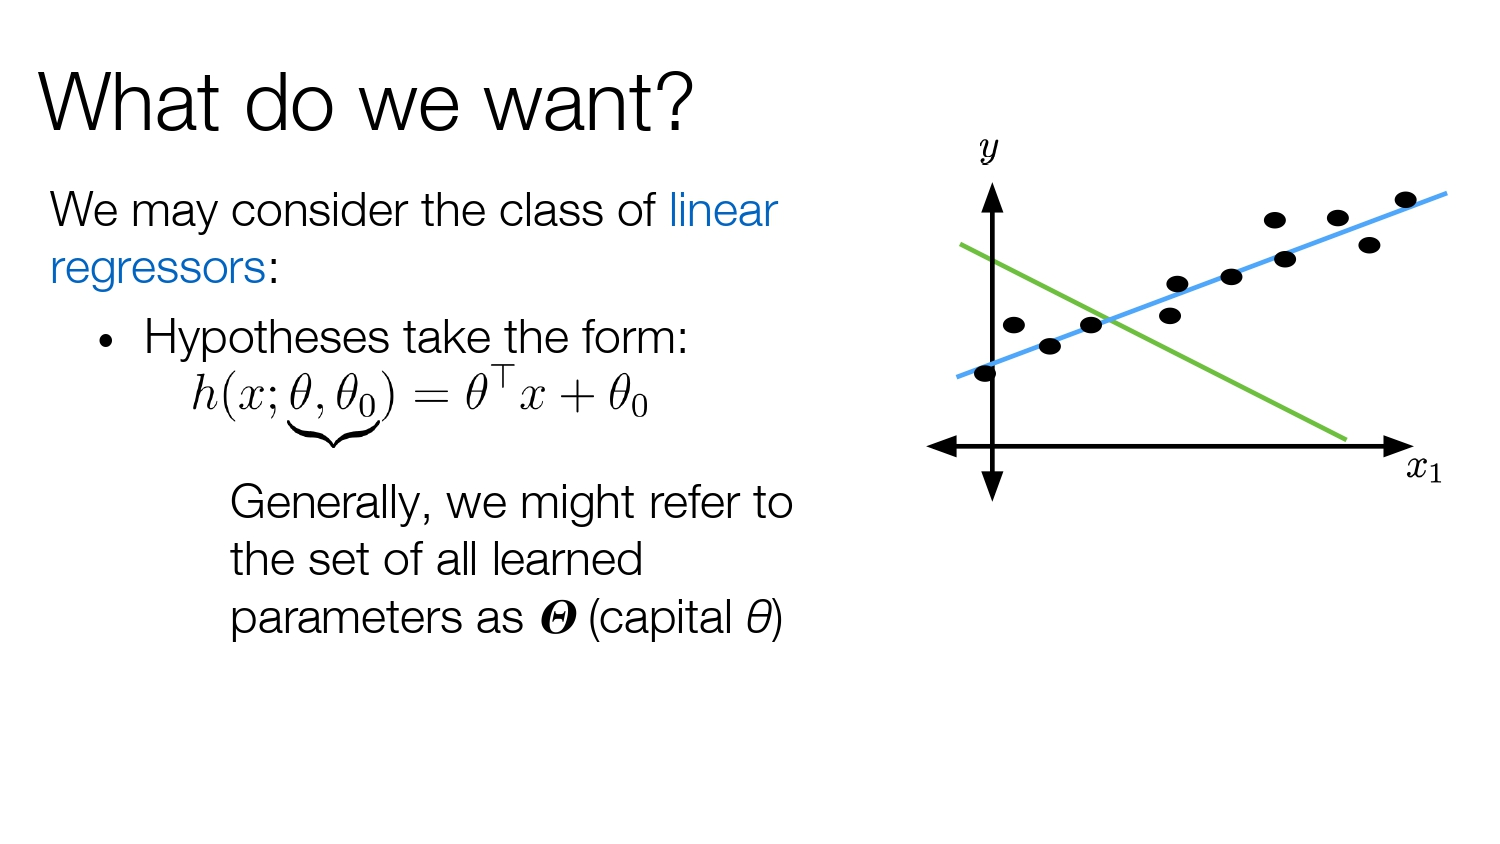 What do we want?
We may consider the class of linear
regressors:
• Hypotheses take the form:
h(x; θ, θ₀) = θ⊤x + θ₀
Generally, we might refer to
the set of all learned
parameters as Θ (capital θ)
y
x₁